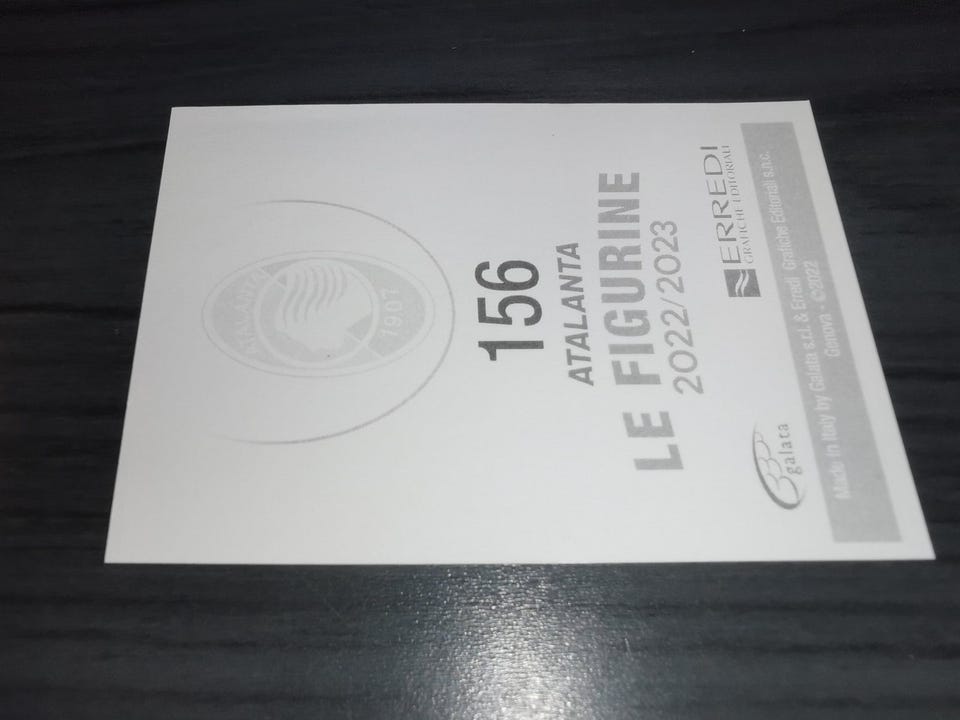 ATALANTA
1907
156
ATALANTA
LE FIGURINE
2022/2023
galata
ERREDI
GRAFICHE EDITORIALI
Made in Italy by Galata s.r.l. & Erredi Grafiche Editoriali s.n.c.
Genova - ©2022